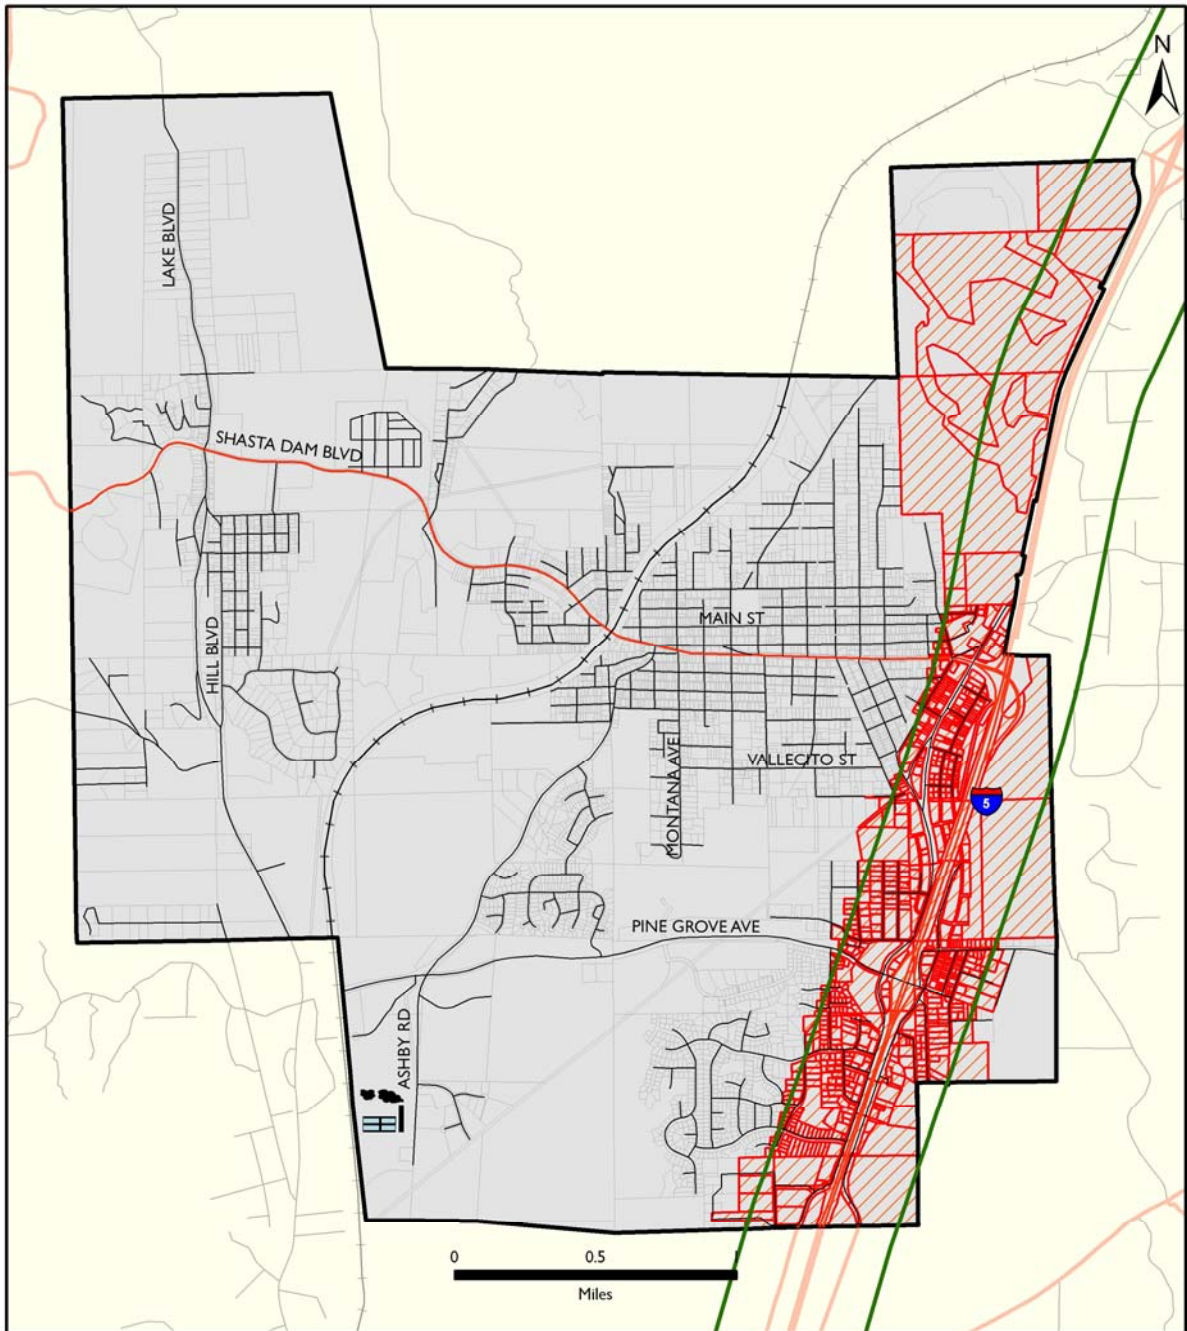 N
LAKE BLVD
SHASTA DAM BLVD
MAIN ST
HILL BLVD
VALLECITO ST
MONTANA AVE
5
PINE GROVE AVE
ASHBY RD
0 0.5 1
Miles